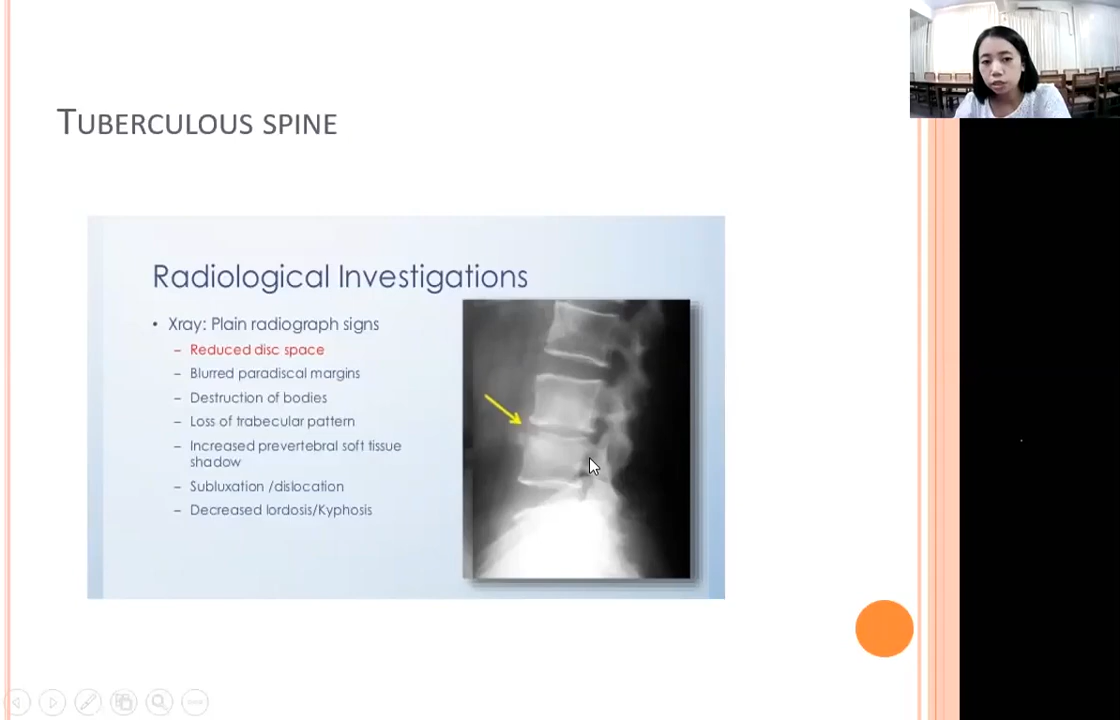 TUBERCULOUS SPINE
Radiological Investigations
• Xray: Plain radiograph signs
– Reduced disc space
– Blurred paradiscal margins
– Destruction of bodies
– Loss of trabecular pattern
– Increased prevertebral soft tissue
shadow
– Subluxation /dislocation
– Decreased lordosis/Kyphosis